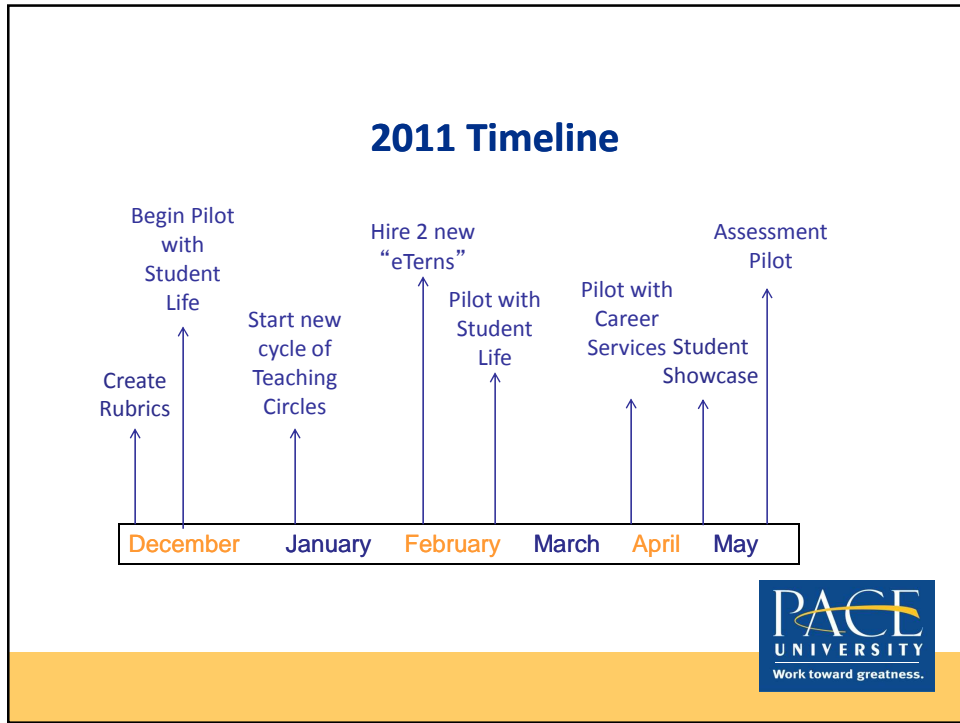 2011 Timeline
Begin Pilot
with
Student
Life
Create
Rubrics
Start new
cycle of
Teaching
Circles
Hire 2 new
“eTerns”
Pilot with
Student
Life
Pilot with
Career
Services
Student
Showcase
Assessment
Pilot
December January February March April May
PACE
UNIVERSITY
Work toward greatness.